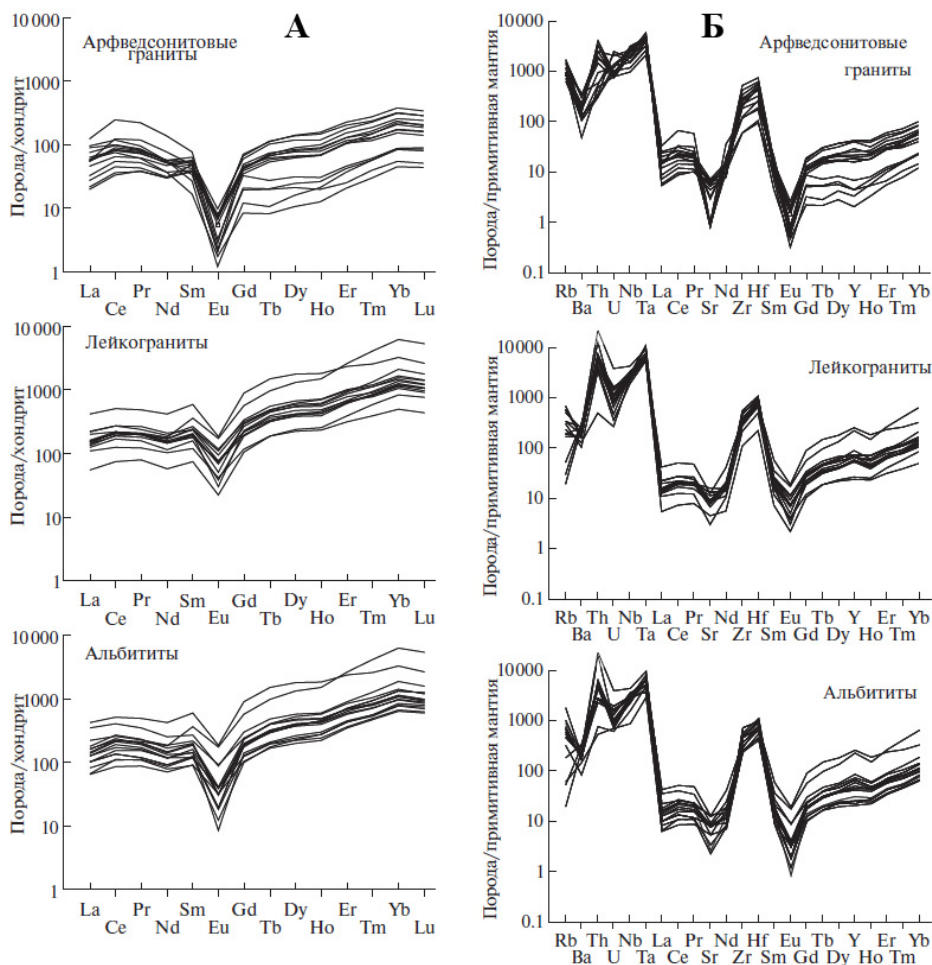 А
Арфведсонитовые
граниты
Порода/хондрит
10 000
1000
100
10
1
La Ce Pr Nd Sm Eu Gd Tb Dy Ho Er Tm Yb Lu
Лейкограниты
Порода/хондрит
10 000
1000
100
10
1
La Ce Pr Nd Sm Eu Gd Tb Dy Ho Er Tm Yb Lu
Альбититы
Порода/хондрит
10 000
1000
100
10
1
La Ce Pr Nd Sm Eu Gd Tb Dy Ho Er Tm Yb Lu
Б
Арфведсонитовые
граниты
Порода/примитивная мантия
10000
1000
100
10
1
0.1
Rb Ba Th U Nb Ta La Ce Pr Sr Nd Zr Hf Sm Eu Gd Tb Dy Y Ho Er Tm Yb
Лейкограниты
Порода/примитивная мантия
10000
1000
100
10
1
0.1
Rb Ba Th U Nb Ta La Ce Pr Sr Nd Zr Hf Sm Eu Gd Tb Dy Y Ho Er Tm Yb
Альбититы
Порода/примитивная мантия
10000
1000
100
10
1
0.1
Rb Ba Th U Nb Ta La Ce Pr Sr Nd Zr Hf Sm Eu Gd Tb Dy Y Ho Er Tm Yb